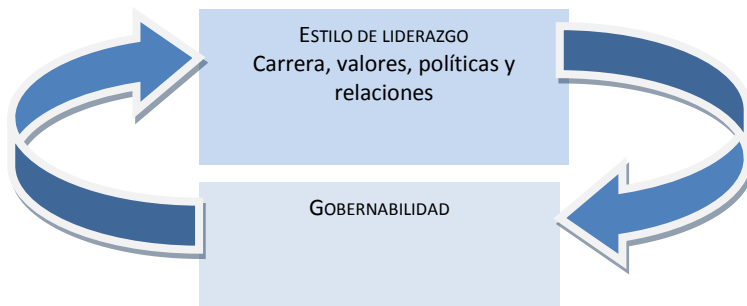 ESTILO DE LIDERAZGO
Carrera, valores, políticas y
relaciones
GOBERNABILIDAD